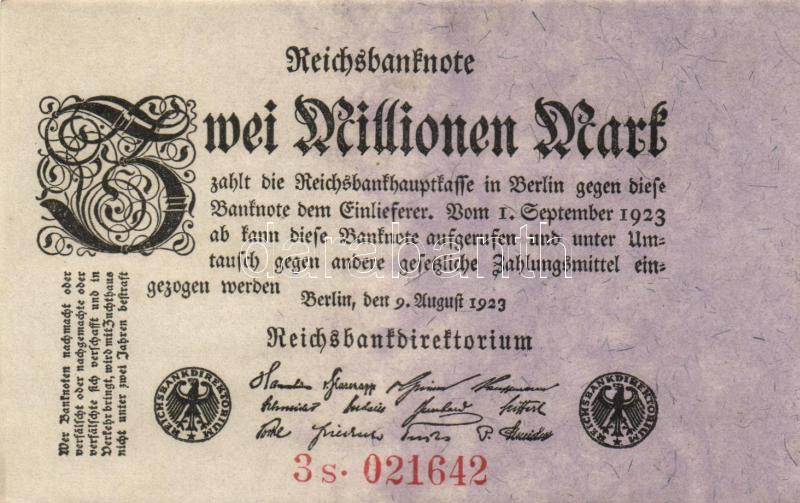 Reichsbanknote
Zwei Millionen Mark
zahlt die Reichsbankhauptkasse in Berlin gegen diese
Banknote dem Einlieferer. Vom 1. September 1923
ab kann diese Banknote aufgerufen und unter Um-
tausch gegen andere gesetzliche Zahlungsmittel ein-
gezogen werden
Berlin, den 9. August 1923
Reichsbankdirektorium
Wer Banknoten nachmacht oder
verfälscht oder nachgemachte oder
verfälschte sich verschafft und in
Verkehr bringt, wird mit Zuchthaus
nicht unter zwei Jahren bestraft
REICHSBANKDIREKTORIUM
REICHSBANKDIREKTORIUM
3s· 021642
darabanth